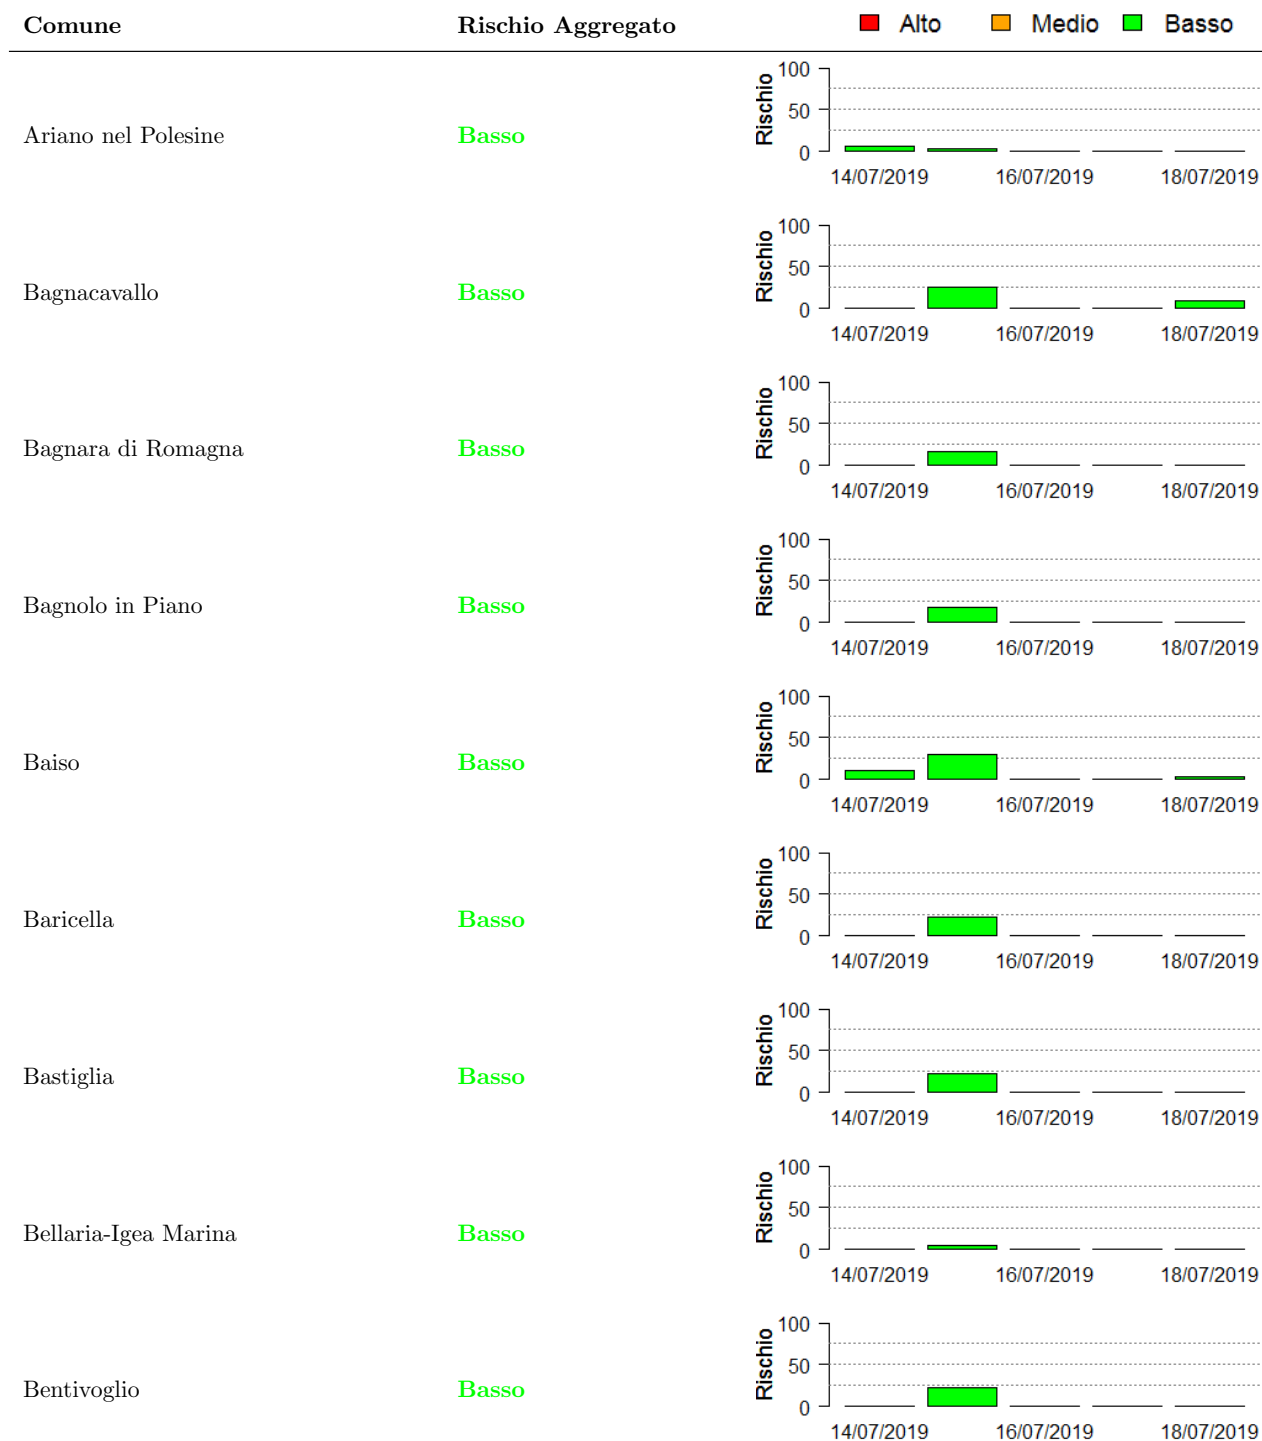 Comune Rischio Aggregato Alto Medio Basso
Ariano nel Polesine Basso Rischio 100 50 0
14/07/2019 16/07/2019 18/07/2019
Bagnacavallo Basso Rischio 100 50 0
14/07/2019 16/07/2019 18/07/2019
Bagnara di Romagna Basso Rischio 100 50 0
14/07/2019 16/07/2019 18/07/2019
Bagnolo in Piano Basso Rischio 100 50 0
14/07/2019 16/07/2019 18/07/2019
Baiso Basso Rischio 100 50 0
14/07/2019 16/07/2019 18/07/2019
Baricella Basso Rischio 100 50 0
14/07/2019 16/07/2019 18/07/2019
Bastiglia Basso Rischio 100 50 0
14/07/2019 16/07/2019 18/07/2019
Bellaria-Igea Marina Basso Rischio 100 50 0
14/07/2019 16/07/2019 18/07/2019
Bentivoglio Basso Rischio 100 50 0
14/07/2019 16/07/2019 18/07/2019